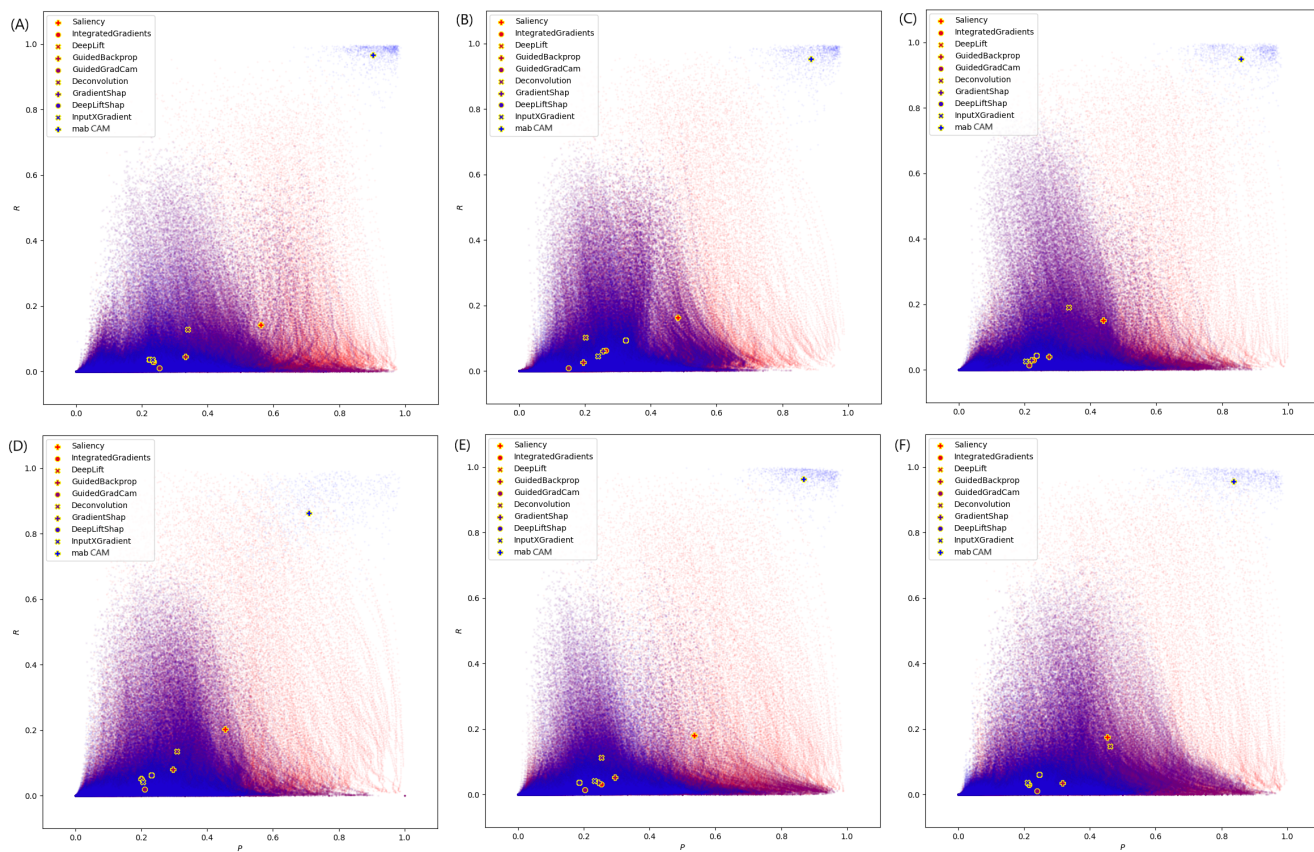 (A)
Saliency
IntegratedGradients
DeepLift
GuidedBackprop
GuidedGradCam
Deconvolution
GradientShap
DeepLiftShap
InputXGradient
mab CAM
1.0
0.8
0.6
0.4
0.2
0.0
R
0.0 0.2 0.4 0.6 0.8 1.0
(B)
Saliency
IntegratedGradients
DeepLift
GuidedBackprop
GuidedGradCam
Deconvolution
GradientShap
DeepLiftShap
InputXGradient
mab CAM
1.0
0.8
0.6
0.4
0.2
0.0
R
0.0 0.2 0.4 0.6 0.8 1.0
(C)
Saliency
IntegratedGradients
DeepLift
GuidedBackprop
GuidedGradCam
Deconvolution
GradientShap
DeepLiftShap
InputXGradient
mab CAM
1.0
0.8
0.6
0.4
0.2
0.0
0.0 0.2 0.4 0.6 0.8 1.0
(D)
Saliency
IntegratedGradients
DeepLift
GuidedBackprop
GuidedGradCam
Deconvolution
GradientShap
DeepLiftShap
InputXGradient
mab CAM
1.0
0.8
0.6
0.4
0.2
0.0
R
0.0 0.2 0.4 0.6 0.8 1.0
P
(E)
Saliency
IntegratedGradients
DeepLift
GuidedBackprop
GuidedGradCam
Deconvolution
GradientShap
DeepLiftShap
InputXGradient
mab CAM
1.0
0.8
0.6
0.4
0.2
0.0
R
0.0 0.2 0.4 0.6 0.8 1.0
P
(F)
Saliency
IntegratedGradients
DeepLift
GuidedBackprop
GuidedGradCam
Deconvolution
GradientShap
DeepLiftShap
InputXGradient
mab CAM
1.0
0.8
0.6
0.4
0.2
0.0
0.0 0.2 0.4 0.6 0.8 1.0
P